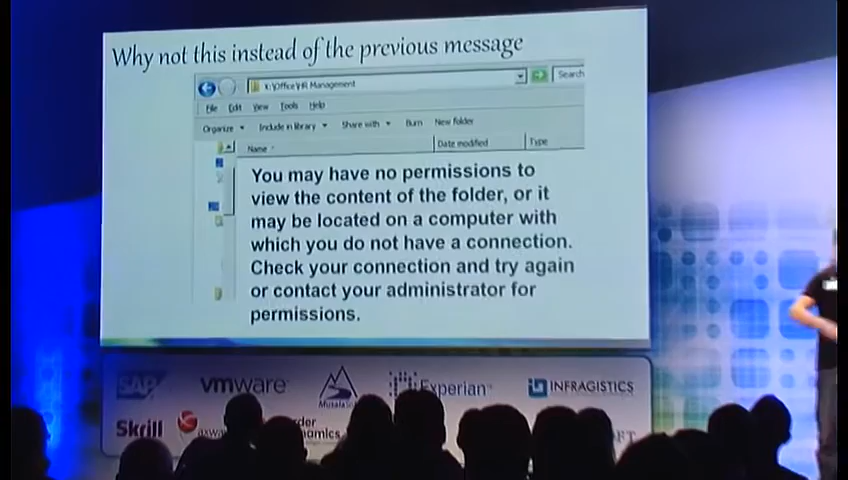 Why not this instead of the previous message
X:\Office\HR Management
Search
File Edit View Tools Help
Organize Include in library Share with Burn New folder
Name Date modified Type
You may have no permissions to
view the content of the folder, or it
may be located on a computer with
which you do not have a connection.
Check your connection and try again
or contact your administrator for
permissions.
SAP vmware Experian INFRAGISTICS
Skrill